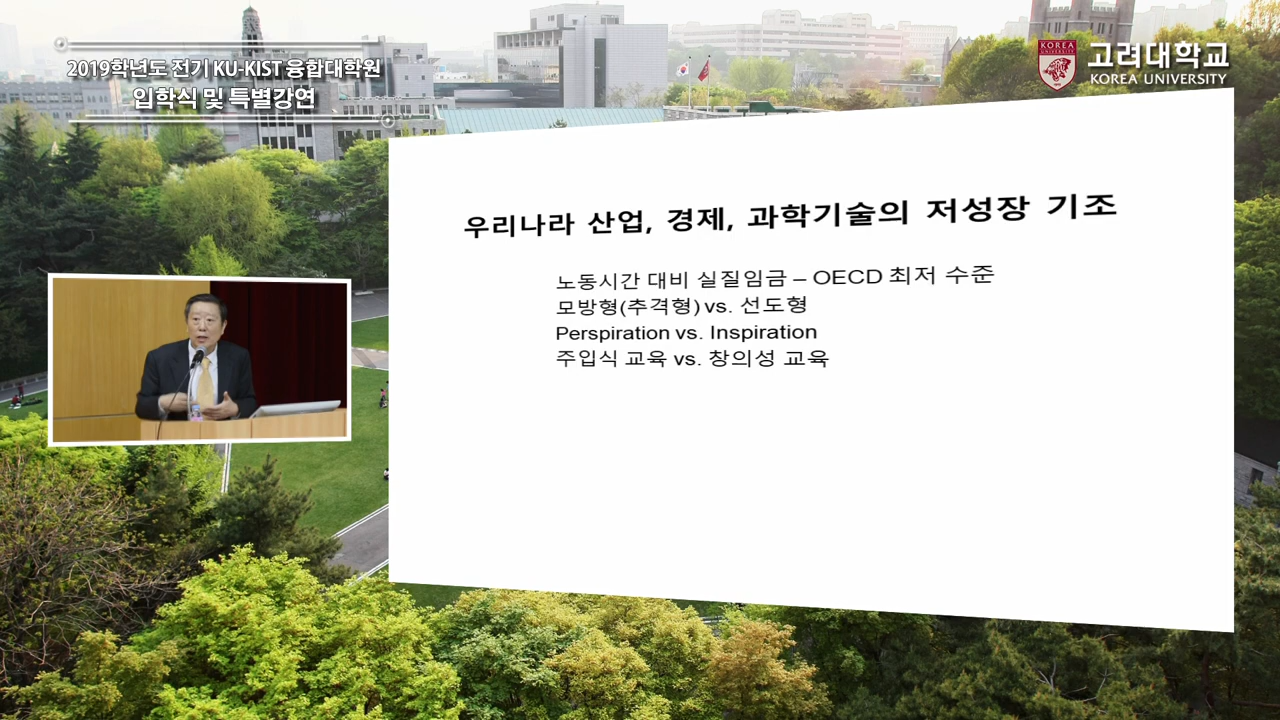 2019학년도 전기 KU-KIST 융합대학원
입학식 및 특별강연
KOREA
UNIVERSITY
고려대학교
KOREA UNIVERSITY
우리나라 산업, 경제, 과학기술의 저성장 기조
노동시간 대비 실질임금 – OECD 최저 수준
모방형(추격형) vs. 선도형
Perspiration vs. Inspiration
주입식 교육 vs. 창의성 교육